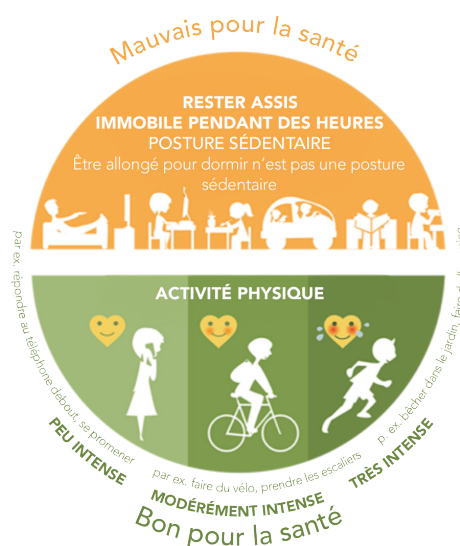 Mauvais pour la santé
RESTER ASSIS
IMMOBILE PENDANT DES HEURES
POSTURE SÉDENTAIRE
Être allongé pour dormir n'est pas une posture
sédentaire
ACTIVITÉ PHYSIQUE
par ex. répondre au téléphone debout, se promener
PEU INTENSE
par ex. faire du vélo, prendre les escaliers
MODÉRÉMENT INTENSE
p. ex. bêcher dans le jardin, faire
TRÈS INTENSE
Bon pour la santé